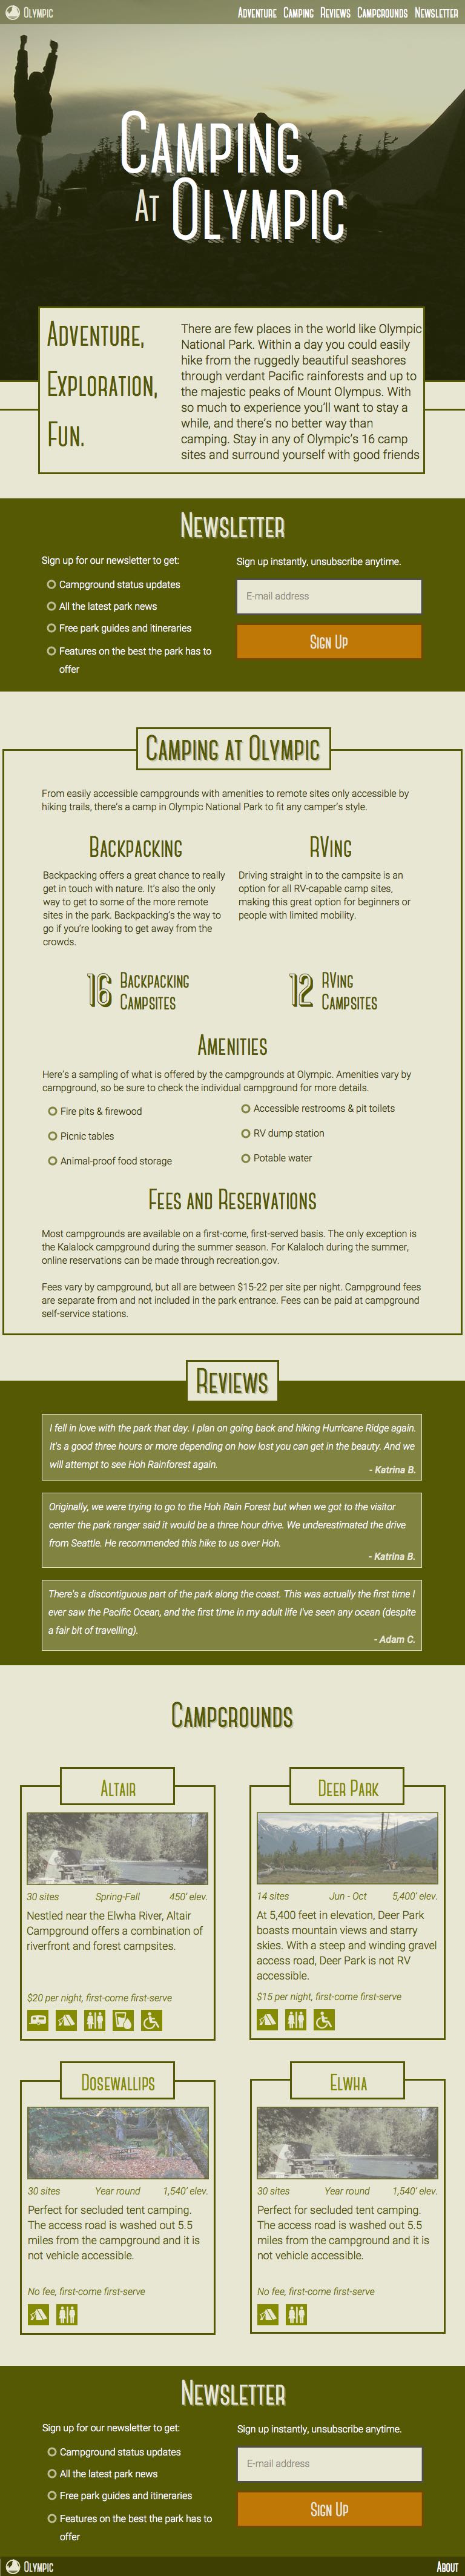 Olympic
Adventure Camping Reviews Campgrounds Newsletter
Camping
At Olympic
Adventure,
Exploration,
Fun.
There are few places in the world like Olympic
National Park. Within a day you could easily
hike from the ruggedly beautiful seashores
through verdant Pacific rainforests and up to
the majestic peaks of Mount Olympus. With
so much to experience you'll want to stay a
while, and there's no better way than
camping. Stay in any of Olympic's 16 camp
sites and surround yourself with good friends
Newsletter
Sign up for our newsletter to get:
Campground status updates
All the latest park news
Free park guides and itineraries
Features on the best the park has to
offer
Sign up instantly, unsubscribe anytime.
E-mail address
Sign Up
Camping at Olympic
From easily accessible campgrounds with amenities to remote sites only accessible by
hiking trails, there's a camp in Olympic National Park to fit any camper's style.
Backpacking
Backpacking offers a great chance to really
get in touch with nature. It's also the only
way to get to some of the more remote
sites in the park. Backpacking's the way to
go if you're looking to get away from the
crowds.
RVing
Driving straight in to the campsite is an
option for all RV-capable camp sites,
making this great option for beginners or
people with limited mobility.
16 Backpacking
Campsites
12 RVing
Campsites
Amenities
Here's a sampling of what is offered by the campgrounds at Olympic. Amenities vary by
campground, so be sure to check the individual campground for more details.
Fire pits & firewood
Picnic tables
Animal-proof food storage
Accessible restrooms & pit toilets
RV dump station
Potable water
Fees and Reservations
Most campgrounds are available on a first-come, first-served basis. The only exception is
the Kalalock campground during the summer season. For Kalaloch during the summer,
online reservations can be made through recreation.gov.
Fees vary by campground, but all are between $15-22 per site per night. Campground fees
are separate from and not included in the park entrance. Fees can be paid at campground
self-service stations.
Reviews
I fell in love with the park that day. I plan on going back and hiking Hurricane Ridge again.
It's a good three hours or more depending on how lost you can get in the beauty. And we
will attempt to see Hoh Rainforest again.
- Katrina B.
Originally, we were trying to go to the Hoh Rain Forest but when we got to the visitor
center the park ranger said it would be a three hour drive. We underestimated the drive
from Seattle. He recommended this hike to us over Hoh.
- Katrina B.
There's a discontiguous part of the park along the coast. This was actually the first time I
ever saw the Pacific Ocean, and the first time in my adult life I've seen any ocean (despite
a fair bit of travelling).
- Adam C.
Campgrounds
Altair
30 sites Spring-Fall 450' elev.
Nestled near the Elwha River, Altair
Campground offers a combination of
riverfront and forest campsites.
$20 per night, first-come first-serve
Deer Park
14 sites Jun - Oct 5,400' elev.
At 5,400 feet in elevation, Deer Park
boasts mountain views and starry
skies. With a steep and winding gravel
access road, Deer Park is not RV
accessible.
$15 per night, first-come first-serve
Dosewallips
30 sites Year round 1,540' elev.
Perfect for secluded tent camping.
The access road is washed out 5.5
miles from the campground and it is
not vehicle accessible.
No fee, first-come first-serve
Elwha
30 sites Year round 1,540' elev.
Perfect for secluded tent camping.
The access road is washed out 5.5
miles from the campground and it is
not vehicle accessible.
No fee, first-come first-serve
Newsletter
Sign up for our newsletter to get:
Campground status updates
All the latest park news
Free park guides and itineraries
Features on the best the park has to
offer
Sign up instantly, unsubscribe anytime.
E-mail address
Sign Up
Olympic
About